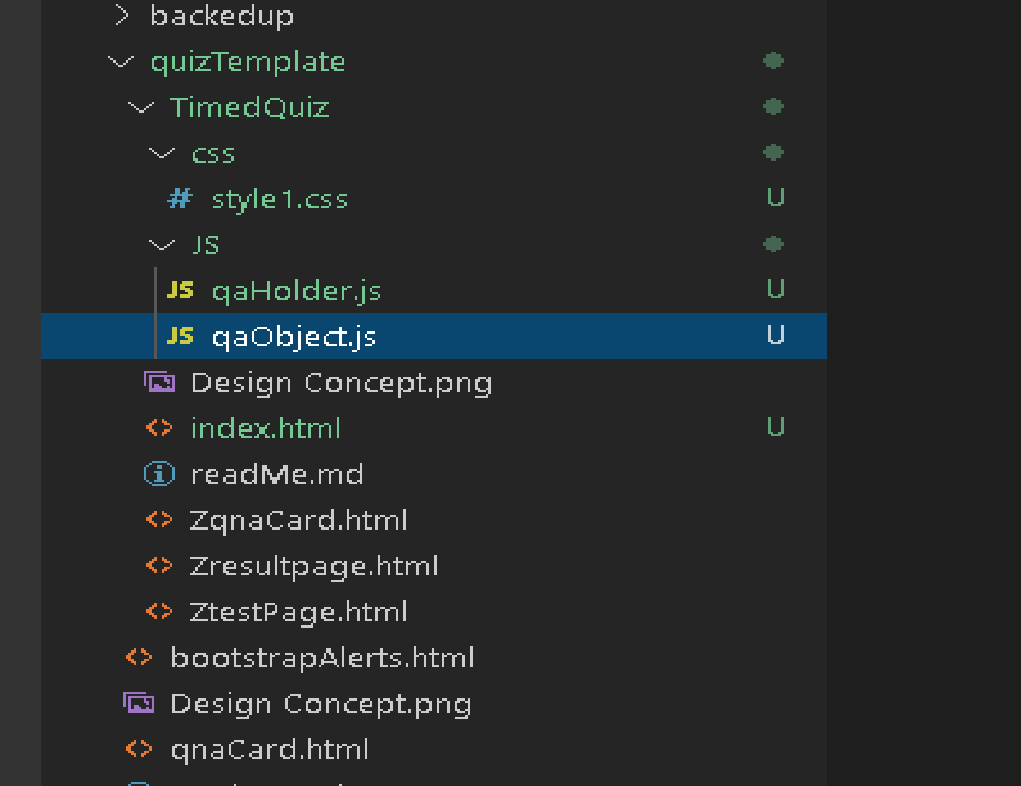 backedup
quizTemplate
TimedQuiz
css
# style1.css U
JS
JS qaHolder.js U
JS qaObject.js U
Design Concept.png
<> index.html U
readMe.md
<> ZqnaCard.html
<> Zresultpage.html
<> ZtestPage.html
<> bootstrapAlerts.html
Design Concept.png
<> qnaCard.html